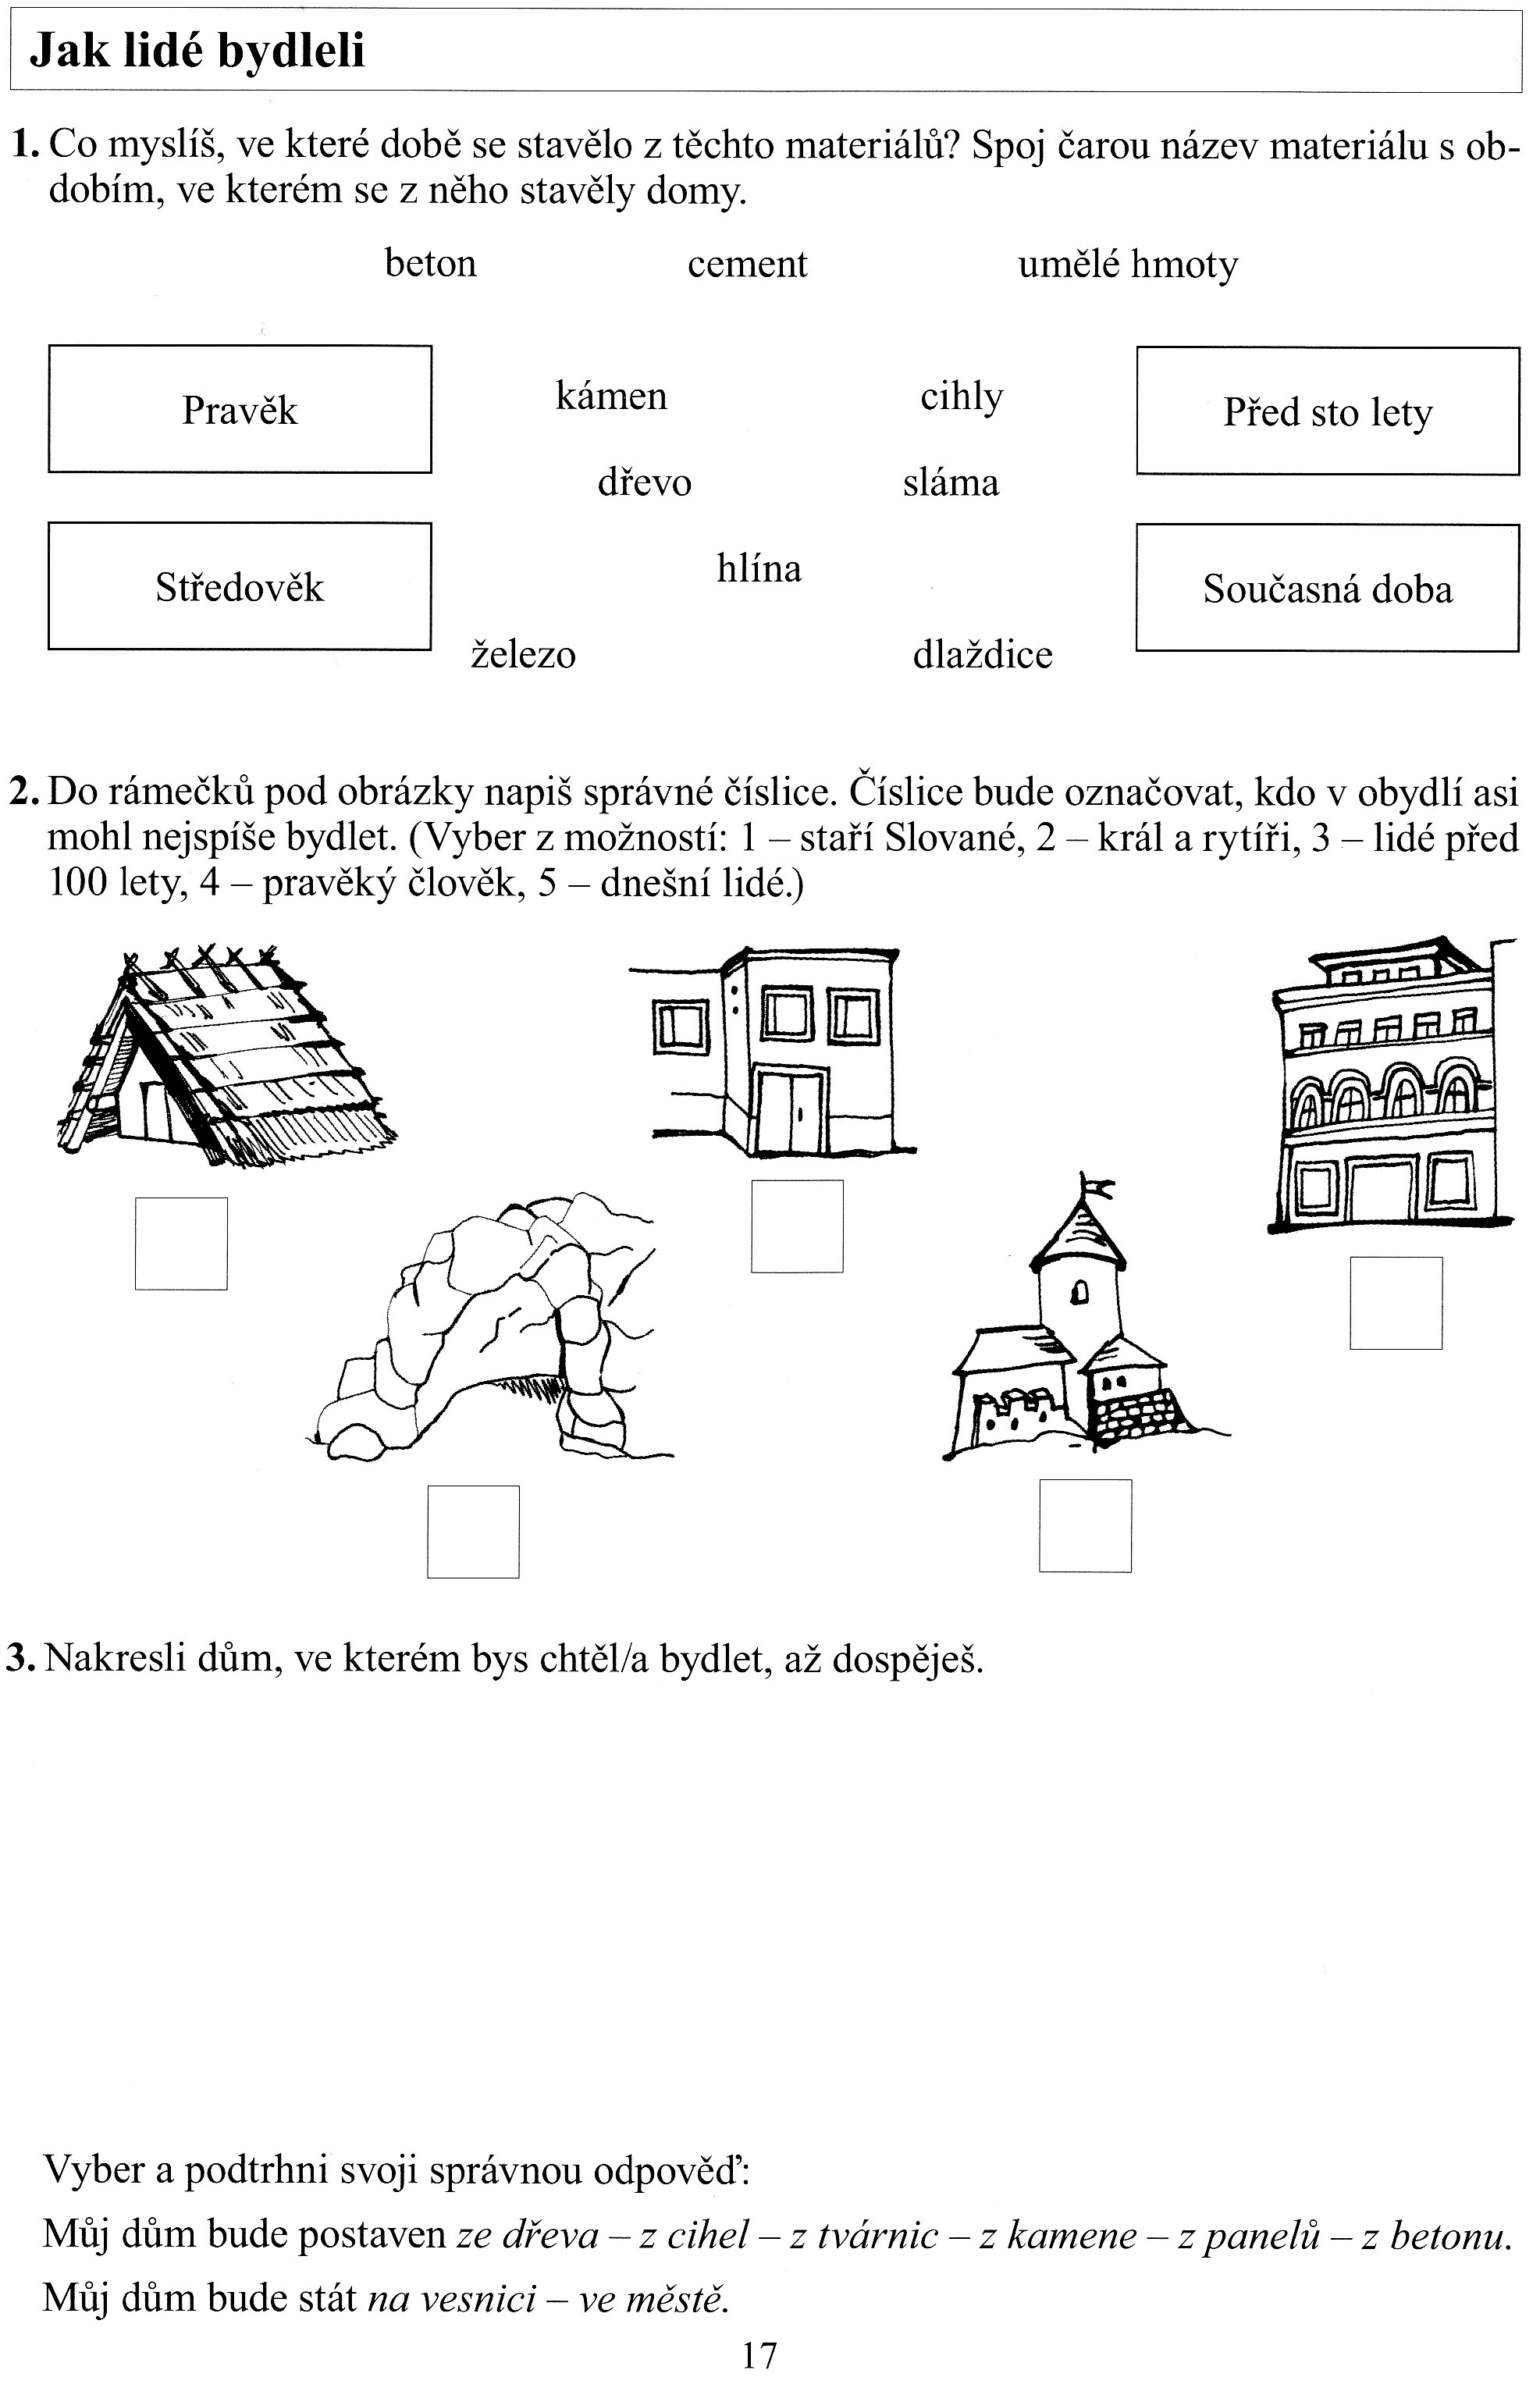 Jak lidé bydleli
1. Co myslíš, ve které době se stavělo z těchto materiálů? Spoj čarou název materiálu s ob-
dobím, ve kterém se z něho stavěly domy.
beton cement umělé hmoty
Pravěk kámen cihly Před sto lety
dřevo sláma
Středověk hlína Současná doba
železo dlaždice
2. Do rámečků pod obrázky napiš správné číslice. Číslice bude označovat, kdo v obydlí asi
mohl nejspíše bydlet. (Vyber z možností: 1 – staří Slované, 2 – král a rytíři, 3 – lidé před
100 lety, 4 – pravěký člověk, 5 – dnešní lidé.)
3. Nakresli dům, ve kterém bys chtěl/a bydlet, až dospěješ.
Vyber a podtrhni svoji správnou odpověď:
Můj dům bude postaven ze dřeva – z cihel – z tvárnic – z kamene – z panelů – z betonu.
Můj dům bude stát na vesnici – ve městě.
17